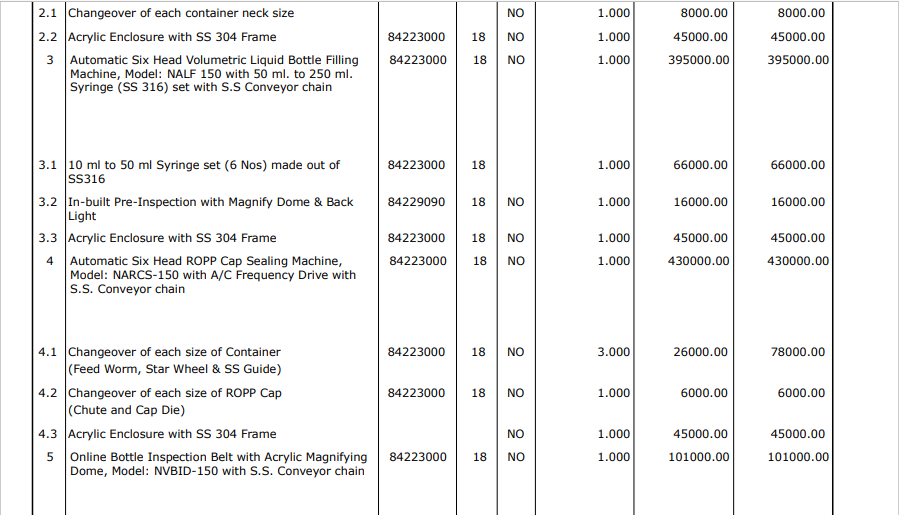 2.1 Changeover of each container neck size NO 1.000 8000.00 8000.00
2.2 Acrylic Enclosure with SS 304 Frame 84223000 18 NO 1.000 45000.00 45000.00
3 Automatic Six Head Volumetric Liquid Bottle Filling 84223000 18 NO 1.000 395000.00 395000.00
Machine, Model: NALF 150 with 50 ml. to 250 ml.
Syringe (SS 316) set with S.S Conveyor chain
3.1 10 ml to 50 ml Syringe set (6 Nos) made out of 84223000 18 1.000 66000.00 66000.00
SS316
3.2 In-built Pre-Inspection with Magnify Dome & Back 84229090 18 NO 1.000 16000.00 16000.00
Light
3.3 Acrylic Enclosure with SS 304 Frame 84223000 18 NO 1.000 45000.00 45000.00
4 Automatic Six Head ROPP Cap Sealing Machine, 84223000 18 NO 1.000 430000.00 430000.00
Model: NARCS-150 with A/C Frequency Drive with
S.S. Conveyor chain
4.1 Changeover of each size of Container 84223000 18 NO 3.000 26000.00 78000.00
(Feed Worm, Star Wheel & SS Guide)
4.2 Changeover of each size of ROPP Cap 84223000 18 NO 1.000 6000.00 6000.00
(Chute and Cap Die)
4.3 Acrylic Enclosure with SS 304 Frame NO 1.000 45000.00 45000.00
5 Online Bottle Inspection Belt with Acrylic Magnifying 84223000 18 NO 1.000 101000.00 101000.00
Dome, Model: NVBID-150 with S.S. Conveyor chain